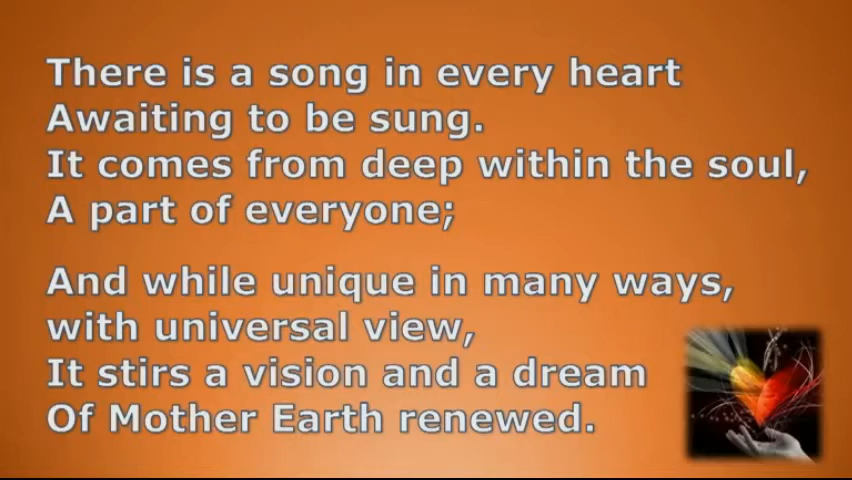 There is a song in every heart
Awaiting to be sung.
It comes from deep within the soul,
A part of everyone;
And while unique in many ways,
with universal view,
It stirs a vision and a dream
Of Mother Earth renewed.